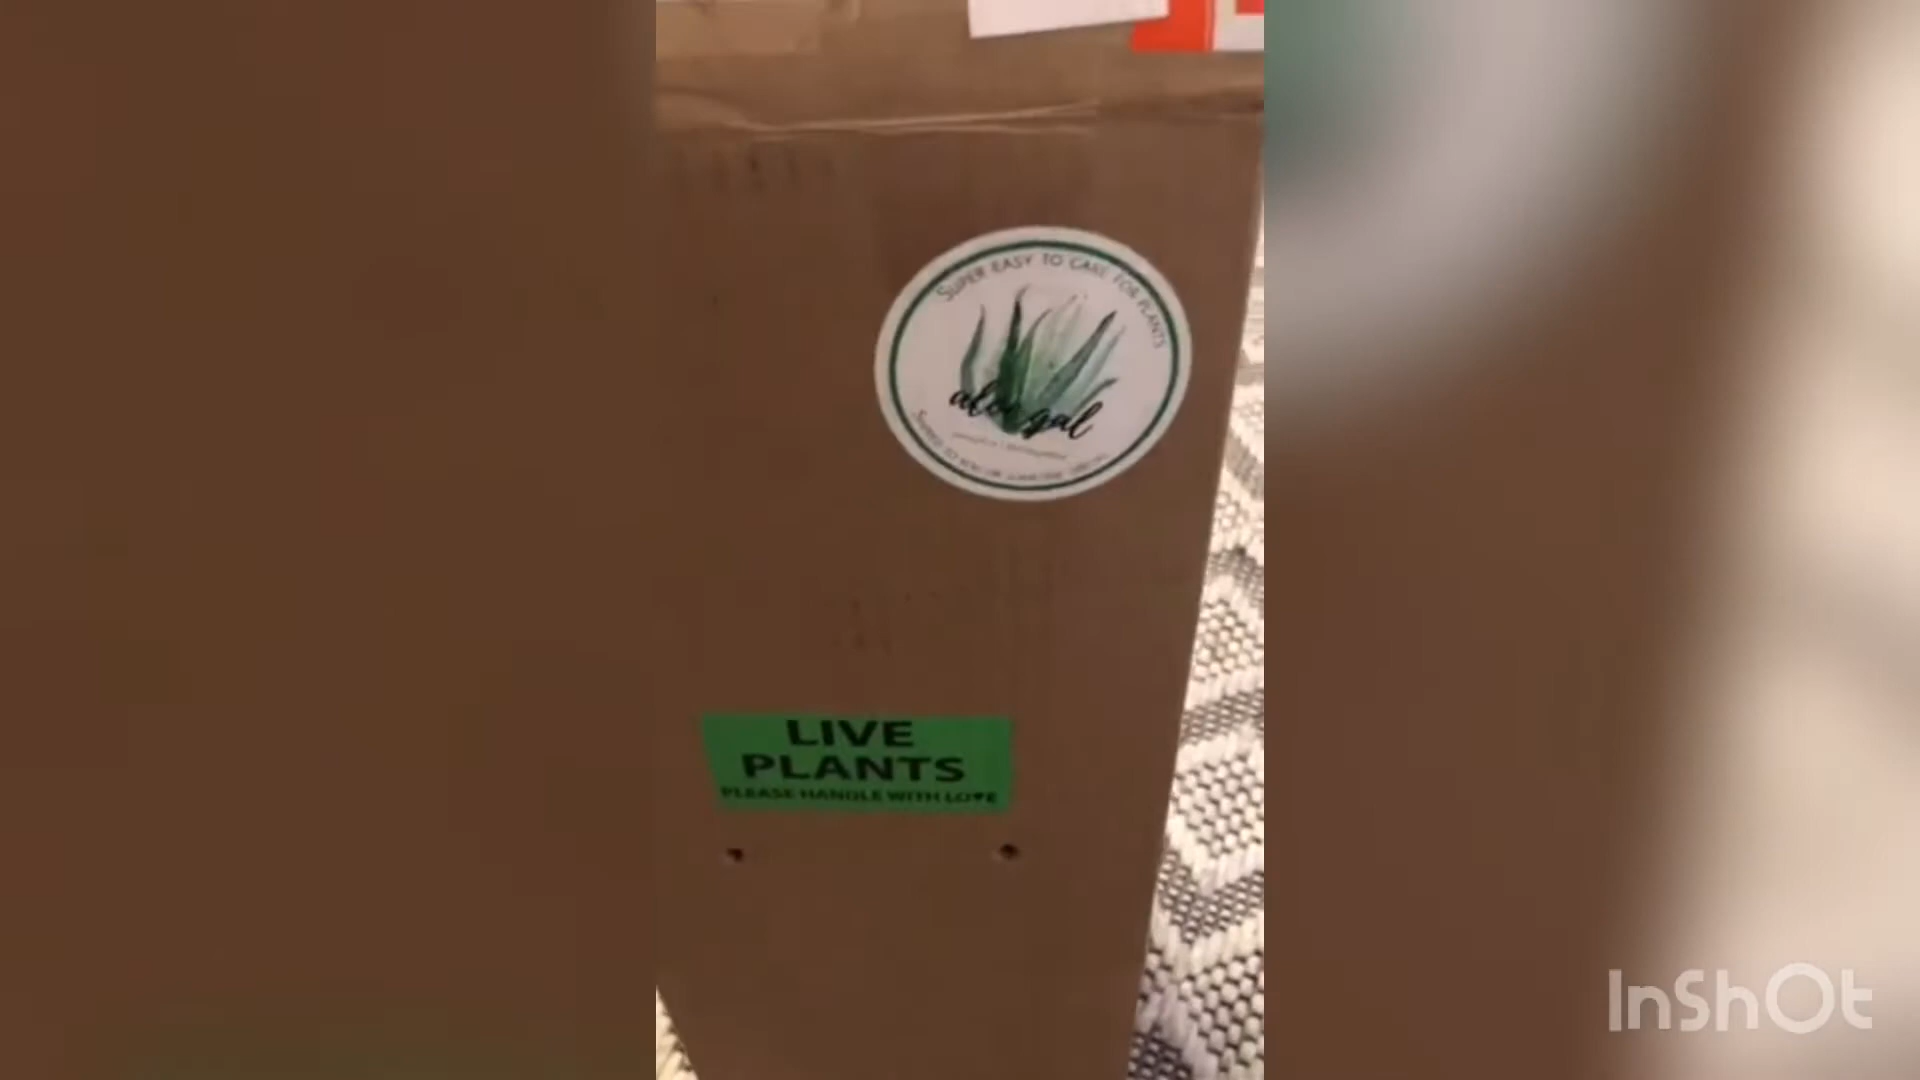 SUPER EASY TO CARE FOR PLANTS
aloe gal
LIVE
PLANTS
PLEASE HANDLE WITH LOVE
InShOt